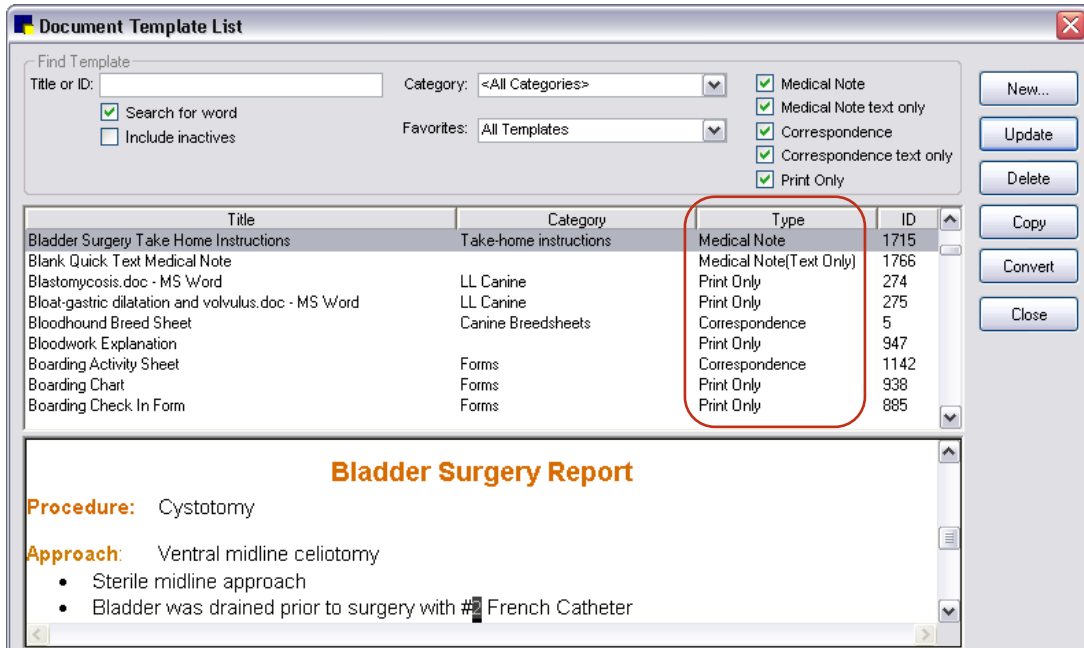 Document Template List
Find Template
Title or ID:
Search for word
Include inactives
Category: <All Categories>
Favorites: All Templates
Medical Note
Medical Note text only
Correspondence
Correspondence text only
Print Only
New...
Update
Delete
Copy
Convert
Close
Title Category Type ID
Bladder Surgery Take Home Instructions Take-home instructions Medical Note 1715
Blank Quick Text Medical Note Medical Note(Text Only) 1766
Blastomycosis.doc - MS Word LL Canine Print Only 274
Bloat-gastric dilatation and volvulus.doc - MS Word LL Canine Print Only 275
Bloodhound Breed Sheet Canine Breedsheets Correspondence 5
Bloodwork Explanation Print Only 947
Boarding Activity Sheet Forms Correspondence 1142
Boarding Chart Forms Print Only 938
Boarding Check In Form Forms Print Only 885
Bladder Surgery Report
Procedure: Cystotomy
Approach: Ventral midline celiotomy
• Sterile midline approach
• Bladder was drained prior to surgery with #2 French Catheter